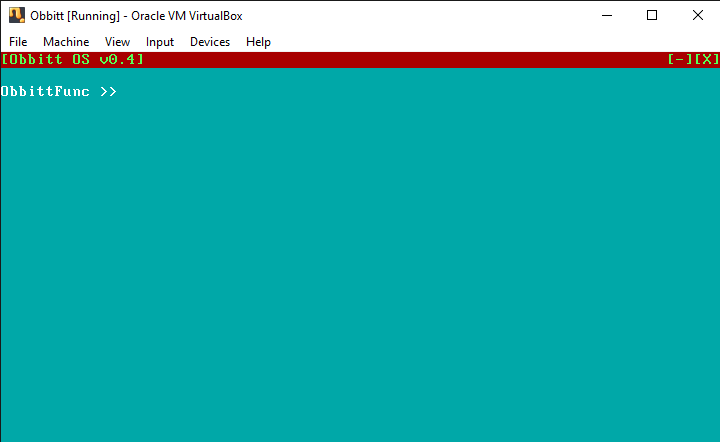 Obbitt [Running] - Oracle VM VirtualBox
File Machine View Input Devices Help
[Obbitt OS v0.4] [-][X]
ObbittFunc >>